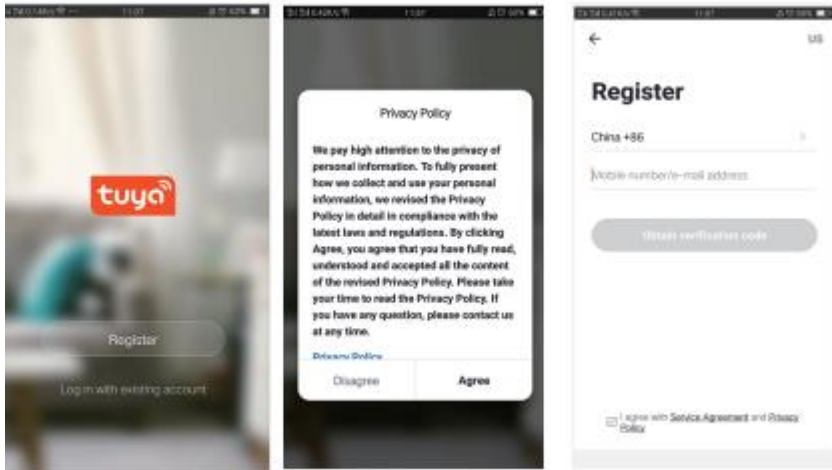 tuya
Register
Log in with existing account
Privacy Policy
We pay high attention to the privacy of
personal information. To fully present
how we collect and use your personal
information, we revised the Privacy
Policy in detail in compliance with the
latest laws and regulations. By clicking
Agree, you agree that you have fully read,
understood and accepted all the content
of the revised Privacy Policy. Please take
your time to read the Privacy Policy. If
you have any question, please contact us
at any time.
Privacy Policy
Disagree
Agree
US
Register
China +86
Mobile number/e-mail address
Obtain verification code
I agree with Service Agreement and Privacy
Policy